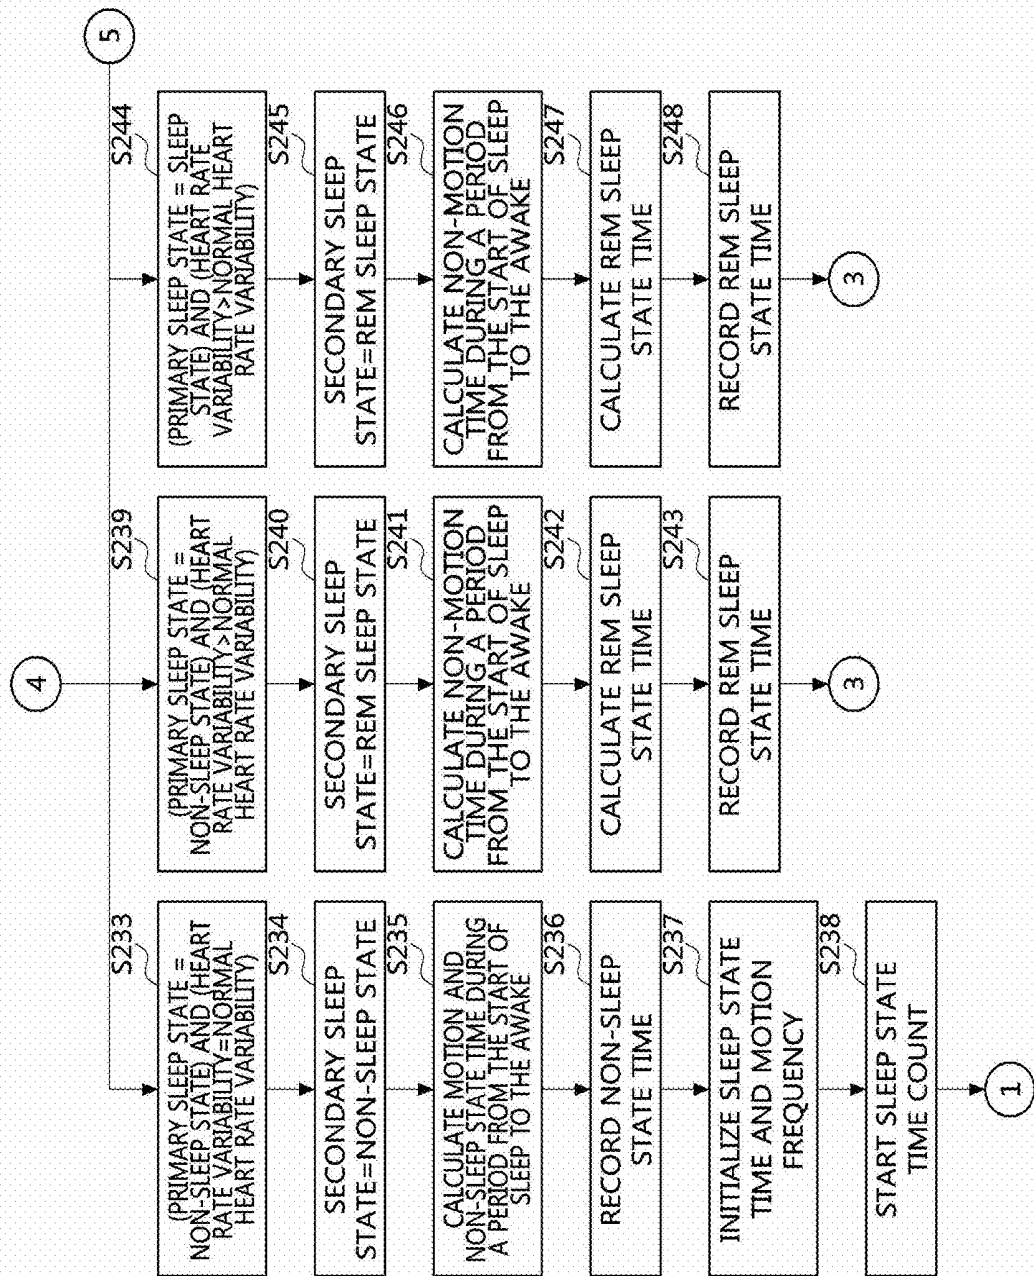 4
5
S233
(PRIMARY SLEEP STATE =
NON-SLEEP STATE) AND (HEART
RATE VARIABILITY=NORMAL
HEART RATE VARIABILITY)
S234
SECONDARY SLEEP
STATE=NON-SLEEP STATE
S235
CALCULATE MOTION AND
NON-SLEEP STATE TIME DURING
A PERIOD FROM THE START OF
SLEEP TO THE AWAKE
S236
RECORD NON-SLEEP
STATE TIME
S237
INITIALIZE SLEEP STATE
TIME AND MOTION
FREQUENCY
S238
START SLEEP STATE
TIME COUNT
1
S239
(PRIMARY SLEEP STATE =
NON-SLEEP STATE) AND (HEART
RATE VARIABILITY>NORMAL
HEART RATE VARIABILITY)
S240
SECONDARY SLEEP
STATE=REM SLEEP STATE
S241
CALCULATE NON-MOTION
TIME DURING A PERIOD
FROM THE START OF SLEEP
TO THE AWAKE
S242
CALCULATE REM SLEEP
STATE TIME
S243
RECORD REM SLEEP
STATE TIME
3
S244
(PRIMARY SLEEP STATE = SLEEP
STATE) AND (HEART RATE
VARIABILITY>NORMAL HEART
RATE VARIABILITY)
S245
SECONDARY SLEEP
STATE=REM SLEEP STATE
S246
CALCULATE NON-MOTION
TIME DURING A PERIOD
FROM THE START OF SLEEP
TO THE AWAKE
S247
CALCULATE REM SLEEP
STATE TIME
S248
RECORD REM SLEEP
STATE TIME
3